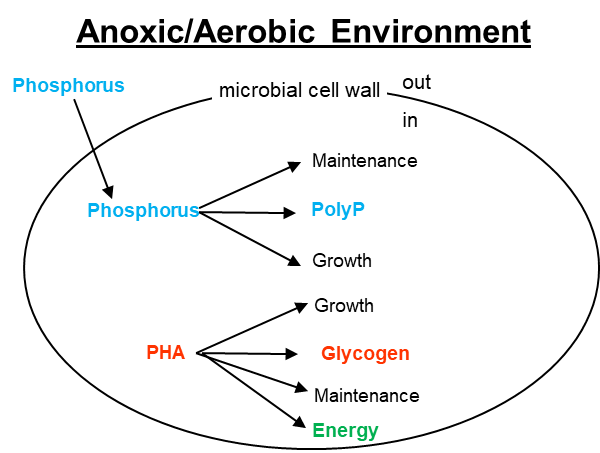 Anoxic/Aerobic Environment
Phosphorus
microbial cell wall
out
in
Maintenance
Phosphorus
PolyP
Growth
Growth
PHA
Glycogen
Maintenance
Energy